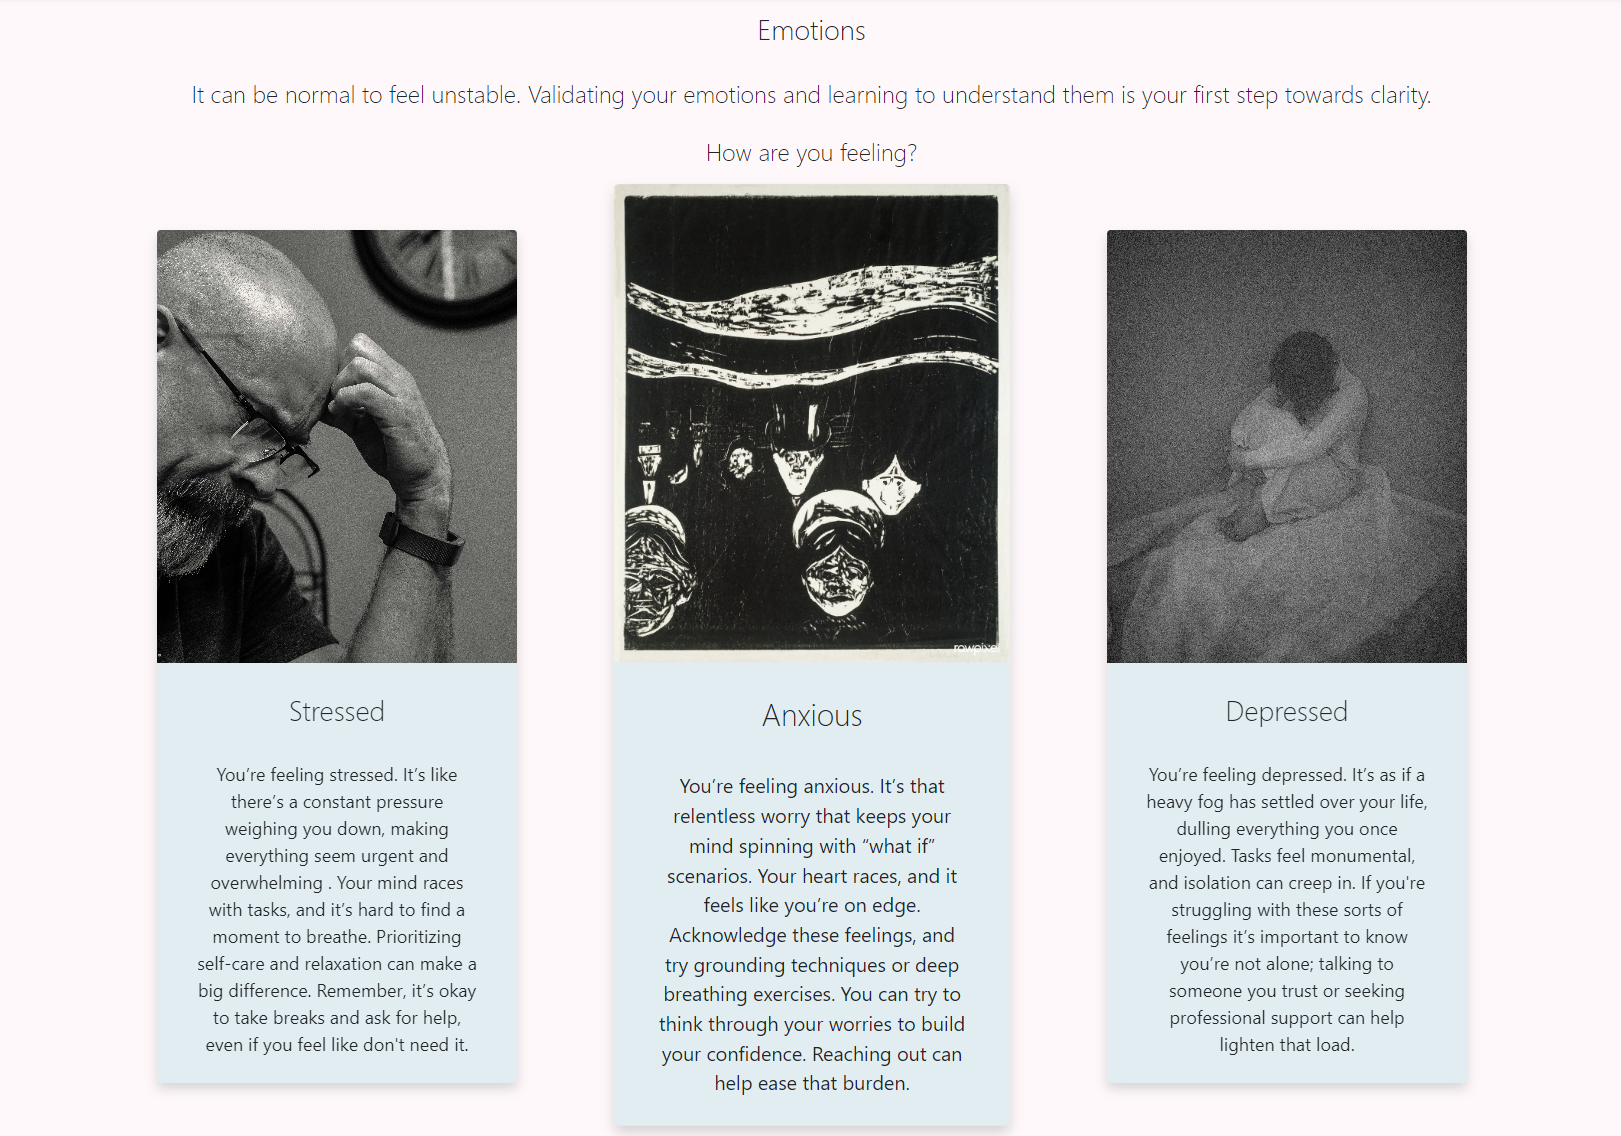 Emotions
It can be normal to feel unstable. Validating your emotions and learning to understand them is your first step towards clarity.
How are you feeling?
rawpixel
Stressed
You’re feeling stressed. It’s like
there’s a constant pressure
weighing you down, making
everything seem urgent and
overwhelming . Your mind races
with tasks, and it’s hard to find a
moment to breathe. Prioritizing
self-care and relaxation can make a
big difference. Remember, it’s okay
to take breaks and ask for help,
even if you feel like don't need it.
Anxious
You’re feeling anxious. It’s that
relentless worry that keeps your
mind spinning with “what if”
scenarios. Your heart races, and it
feels like you’re on edge.
Acknowledge these feelings, and
try grounding techniques or deep
breathing exercises. You can try to
think through your worries to build
your confidence. Reaching out can
help ease that burden.
Depressed
You’re feeling depressed. It’s as if a
heavy fog has settled over your life,
dulling everything you once
enjoyed. Tasks feel monumental,
and isolation can creep in. If you're
struggling with these sorts of
feelings it’s important to know
you’re not alone; talking to
someone you trust or seeking
professional support can help
lighten that load.